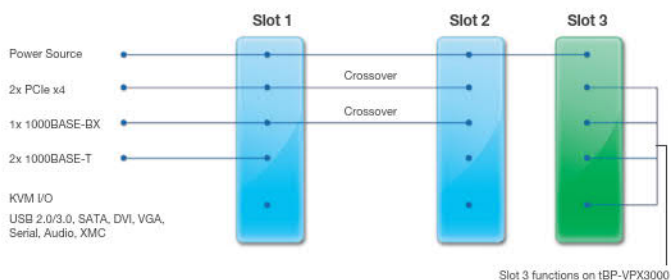 Slot 1 Slot 2 Slot 3
Power Source
2x PCIe x4 Crossover
1x 1000BASE-BX Crossover
2x 1000BASE-T
KVM I/O
USB 2.0/3.0, SATA, DVI, VGA,
Serial, Audio, XMC
Slot 3 functions on tBP-VPX3000